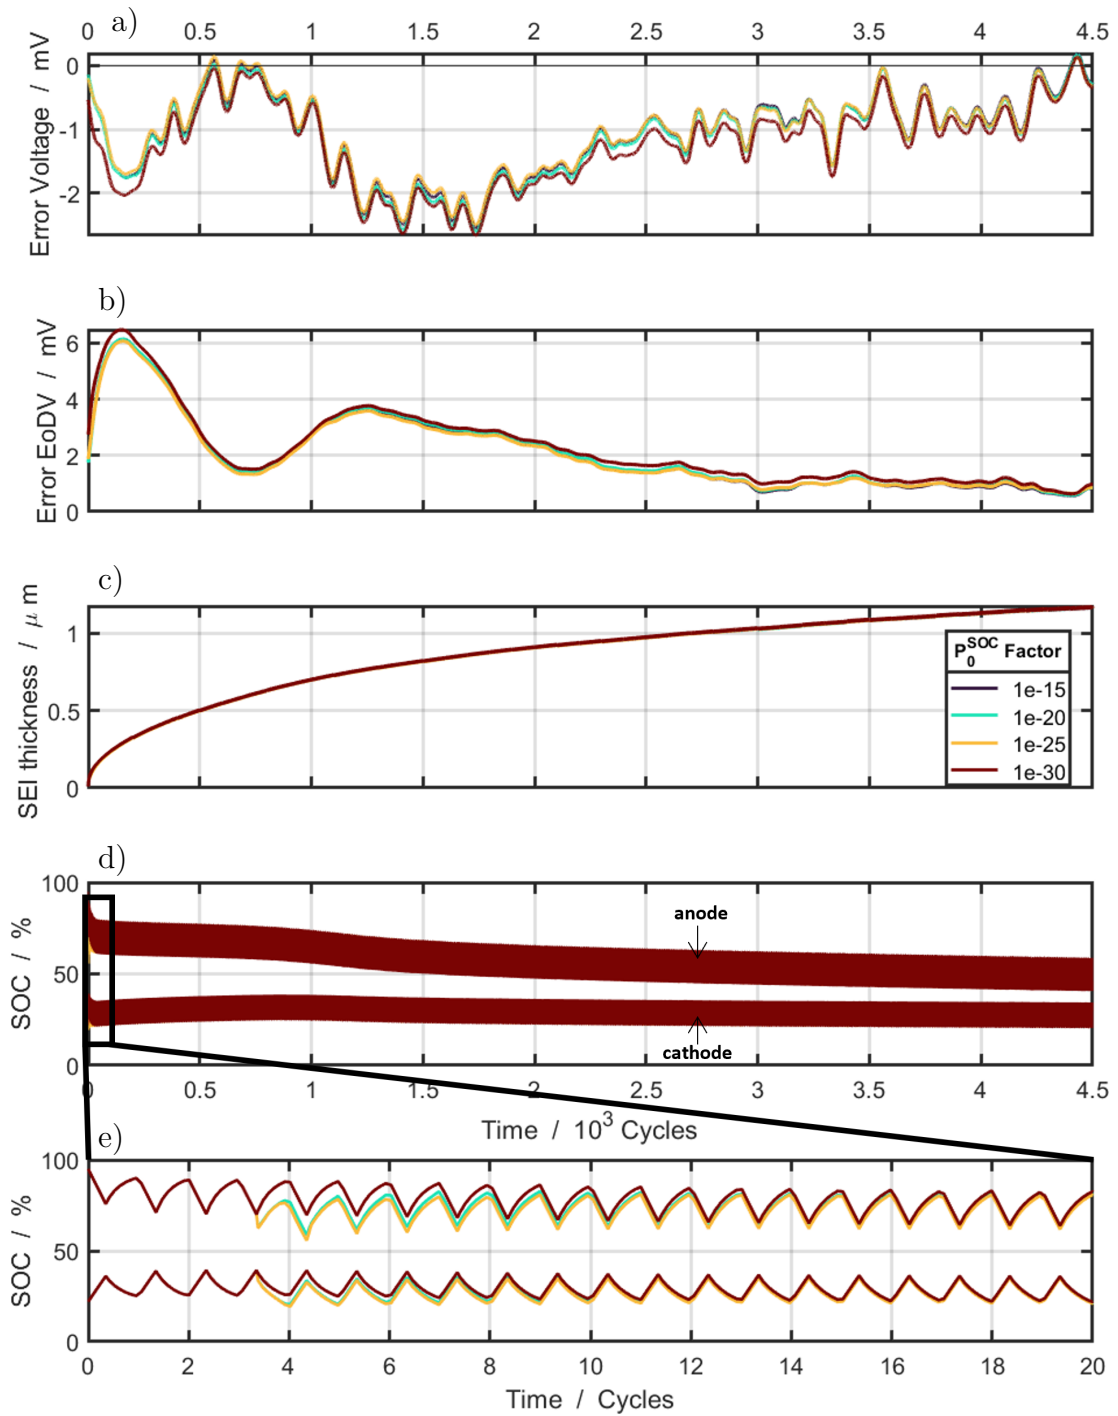 a)
0 0.5 1 1.5 2 2.5 3 3.5 4 4.5
Error Voltage / mV
0
-1
-2
b)
Error EoDV / mV
6
4
2
0
c)
SEI thickness / μ m
1
0.5
0
P₀^SOC Factor
1e-15
1e-20
1e-25
1e-30
d)
SOC / %
100
50
0
anode
cathode
0 0.5 1 1.5 2 2.5 3 3.5 4 4.5
Time / 10³ Cycles
e)
SOC / %
100
50
0
0 2 4 6 8 10 12 14 16 18 20
Time / Cycles